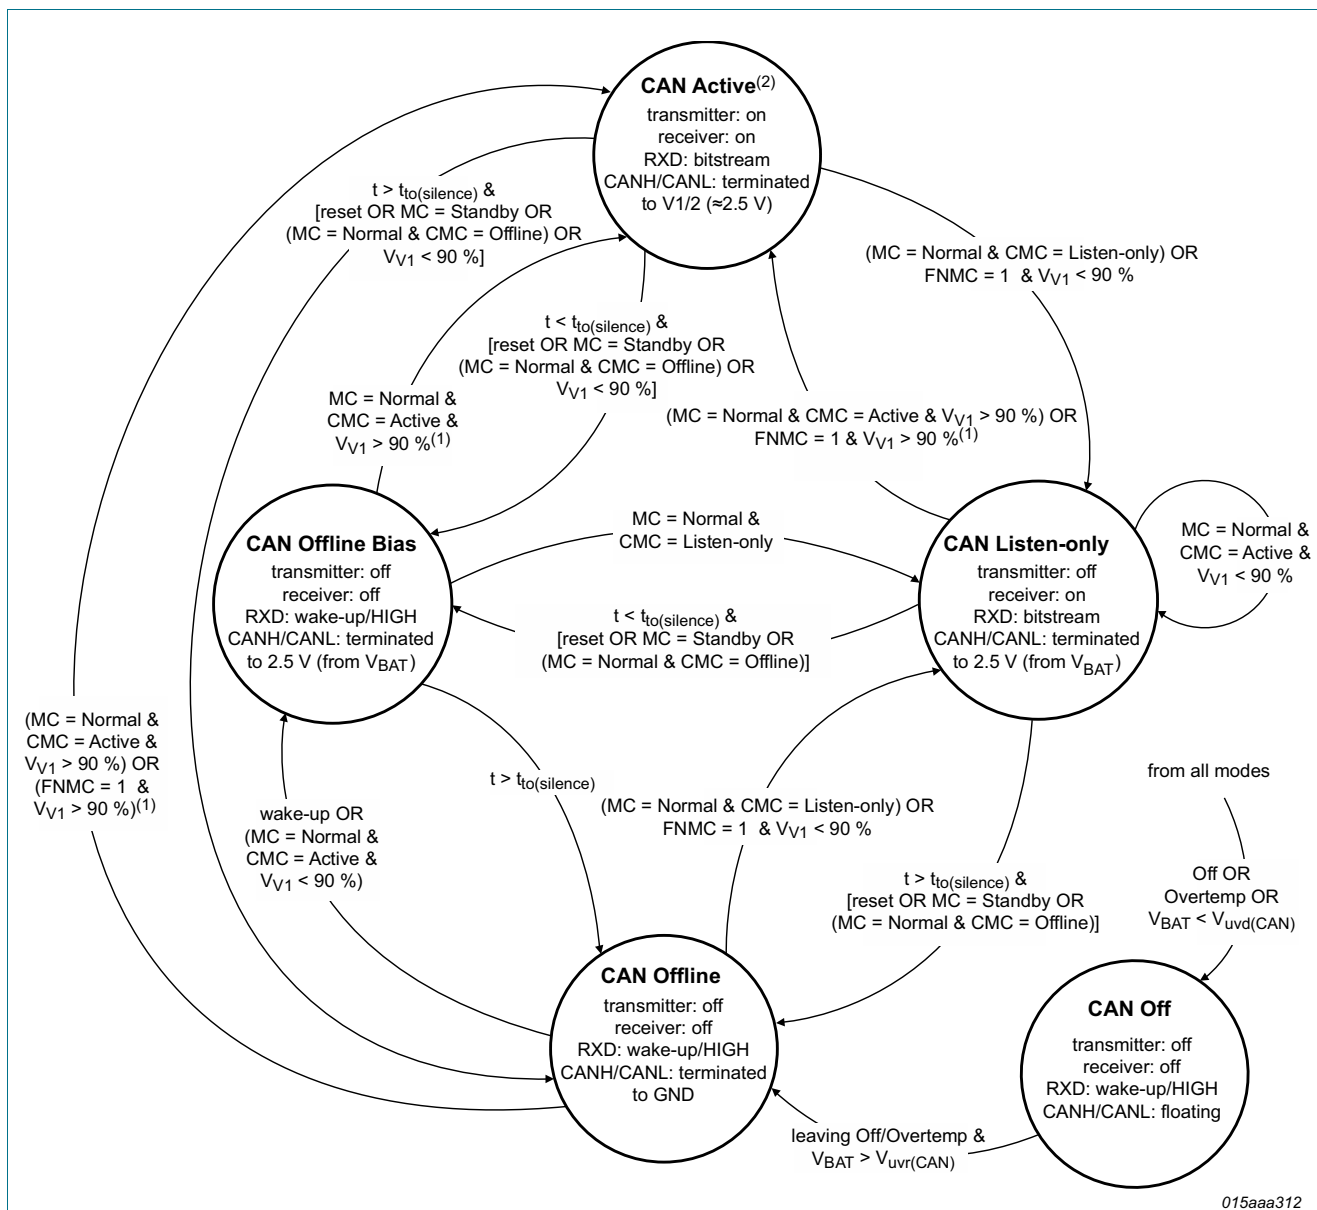 CAN Active(2)
transmitter: on
receiver: on
RXD: bitstream
CANH/CANL: terminated
to V1/2 (≈2.5 V)
t > tto(silence) &
[reset OR MC = Standby OR
(MC = Normal & CMC = Offline) OR
VV1 < 90 %]
(MC = Normal & CMC = Listen-only) OR
FNMC = 1 & VV1 < 90 %
t < tto(silence) &
[reset OR MC = Standby OR
(MC = Normal & CMC = Offline) OR
VV1 < 90 %]
MC = Normal &
CMC = Active &
VV1 > 90 %(1)
(MC = Normal & CMC = Active & VV1 > 90 %) OR
FNMC = 1 & VV1 > 90 %(1)
CAN Offline Bias
transmitter: off
receiver: off
RXD: wake-up/HIGH
CANH/CANL: terminated
to 2.5 V (from VBAT)
MC = Normal &
CMC = Listen-only
CAN Listen-only
transmitter: off
receiver: on
RXD: bitstream
CANH/CANL: terminated
to 2.5 V (from VBAT)
MC = Normal &
CMC = Active &
VV1 < 90 %
t < tto(silence) &
[reset OR MC = Standby OR
(MC = Normal & CMC = Offline)]
(MC = Normal &
CMC = Active &
VV1 > 90 %) OR
(FNMC = 1 &
VV1 > 90 %)(1)
t > tto(silence)
wake-up OR
(MC = Normal &
CMC = Active &
VV1 < 90 %)
(MC = Normal & CMC = Listen-only) OR
FNMC = 1 & VV1 < 90 %
from all modes
t > tto(silence) &
[reset OR MC = Standby OR
(MC = Normal & CMC = Offline)]
Off OR
Overtemp OR
VBAT < Vuvd(CAN)
CAN Offline
transmitter: off
receiver: off
RXD: wake-up/HIGH
CANH/CANL: terminated
to GND
CAN Off
transmitter: off
receiver: off
RXD: wake-up/HIGH
CANH/CANL: floating
leaving Off/Overtemp &
VBAT > Vuvr(CAN)
015aaa312